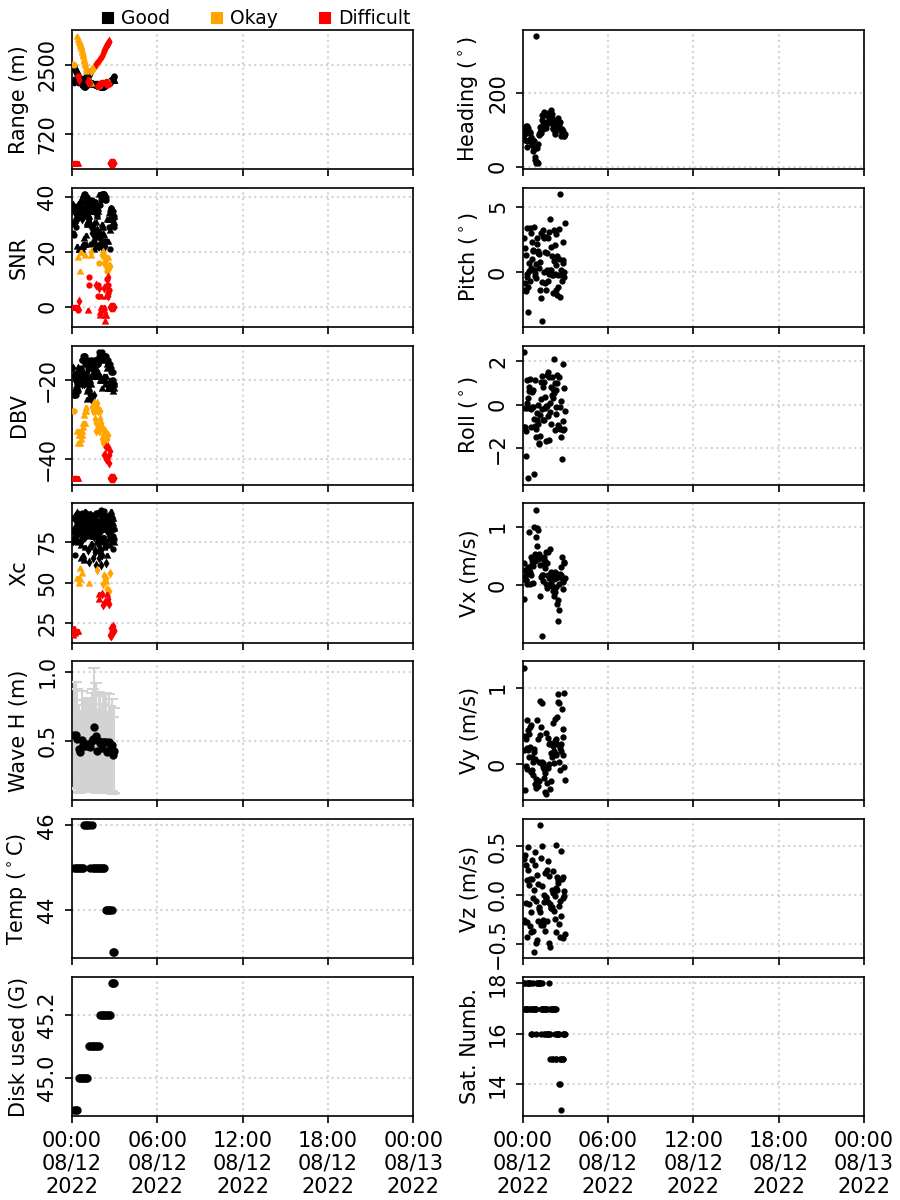 Good Okay Difficult
Range (m)
2500
720
Heading (°)
200
0
SNR
40
20
0
Pitch (°)
5
0
DBV
−20
−40
Roll (°)
2
0
−2
Xc
75
50
25
Vx (m/s)
1
0
Wave H (m)
1.0
0.5
Vy (m/s)
1
0
Temp (°C)
46
44
Vz (m/s)
0.5
0.0
−0.5
Disk used (G)
45.2
45.0
Sat. Numb.
18
16
14
00:00 06:00 12:00 18:00 00:00
08/12 08/12 08/12 08/12 08/13
2022 2022 2022 2022 2022
00:00 06:00 12:00 18:00 00:00
08/12 08/12 08/12 08/12 08/13
2022 2022 2022 2022 2022